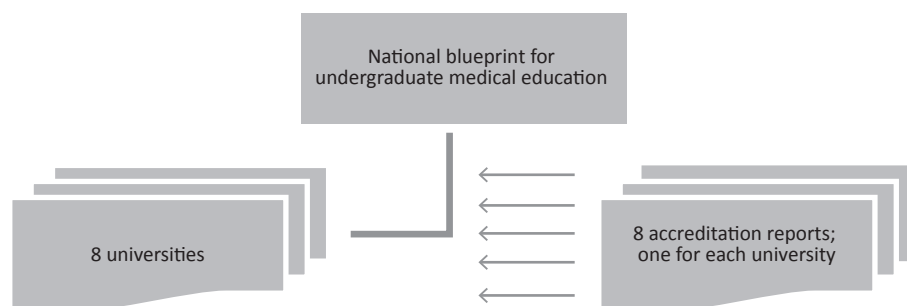 National blueprint for
undergraduate medical education
8 universities
8 accreditation reports;
one for each university